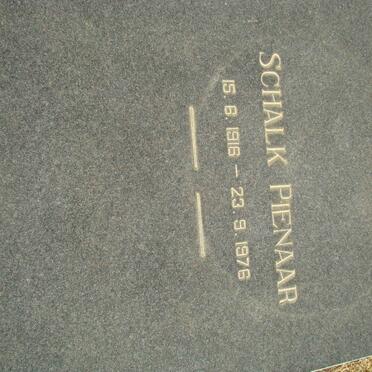 SCHALK PIENAAR
15. 8. 1916 — 23. 9. 1976